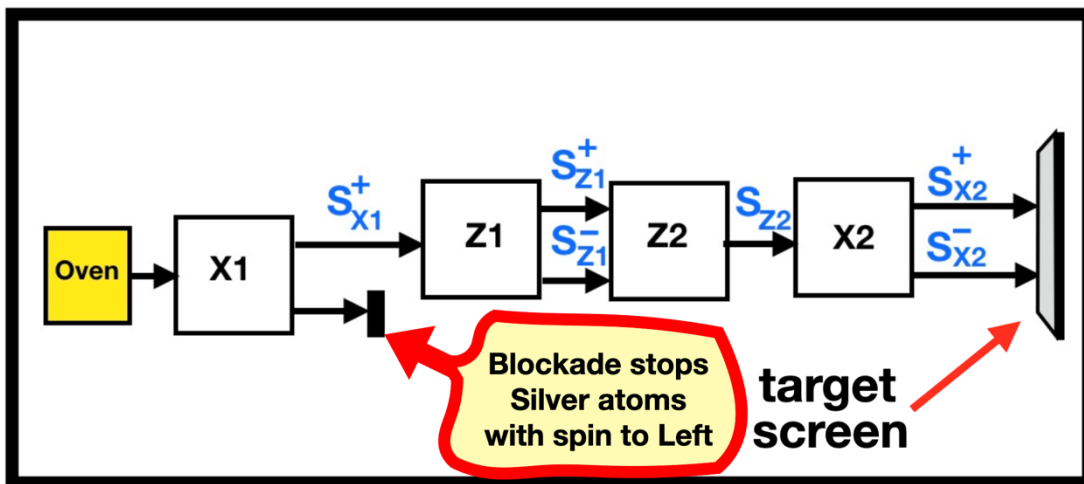 Oven
X1
S⁺X1
Z1
S⁺Z1
S⁻Z1
Z2
SZ2
X2
S⁺X2
S⁻X2
Blockade stops
Silver atoms
with spin to Left
target
screen